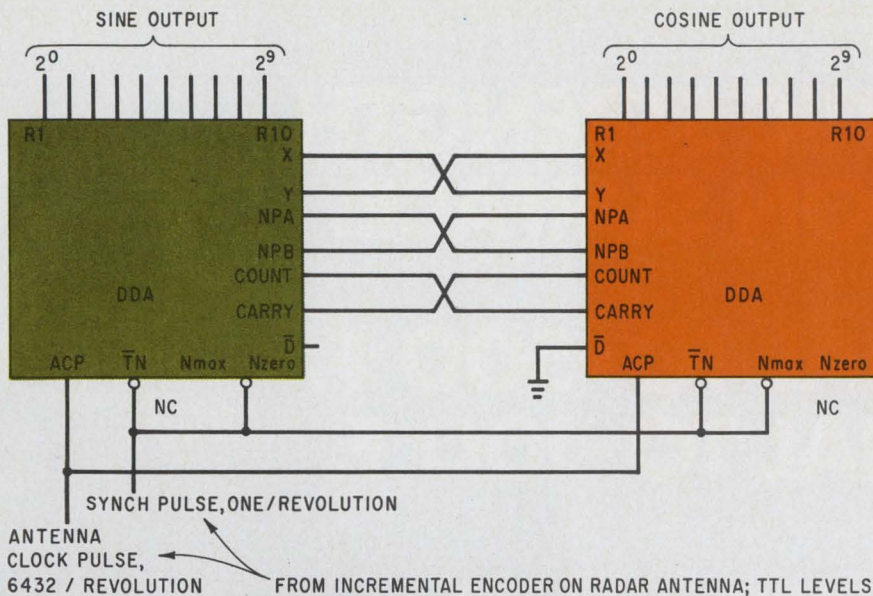 SINE OUTPUT
COSINE OUTPUT
2⁰ 2⁹
2⁰ 2⁹
R1 R10
R1 R10
X
X
Y
Y
NPA
NPA
NPB
NPB
COUNT
COUNT
DDA
DDA
CARRY
CARRY
D̅
D̅
ACP T̅N Nmax Nzero
ACP T̅N Nmax Nzero
NC
NC
SYNCH PULSE, ONE/REVOLUTION
ANTENNA
CLOCK PULSE,
6432 / REVOLUTION
FROM INCREMENTAL ENCODER ON RADAR ANTENNA; TTL LEVELS